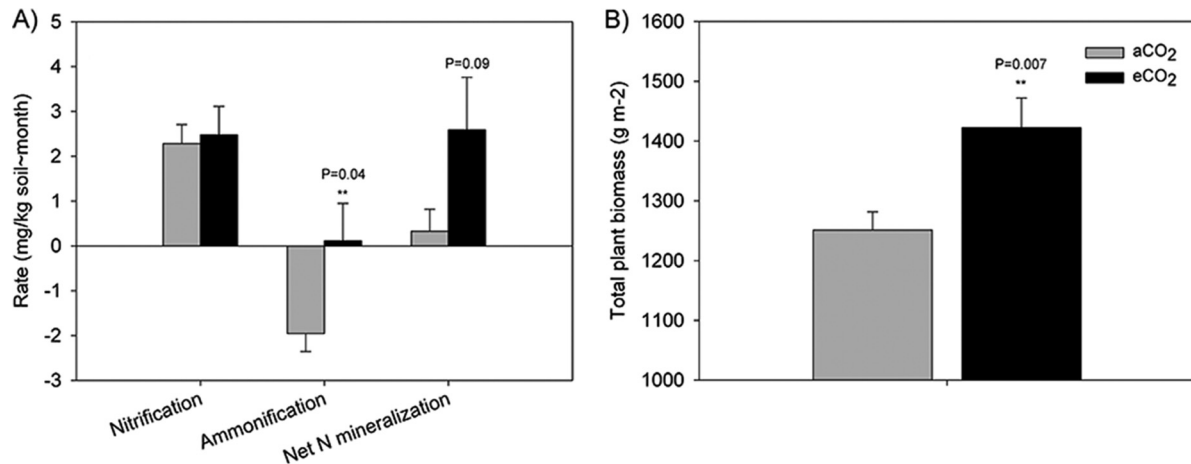 A)
Rate (mg/kg soil~month)
5
4
3
2
1
0
-1
-2
-3
P=0.04
**
P=0.09
Nitrification
Ammonification
Net N mineralization
B)
Total plant biomass (g m-2)
1600
1500
1400
1300
1200
1100
1000
P=0.007
**
aCO₂
eCO₂